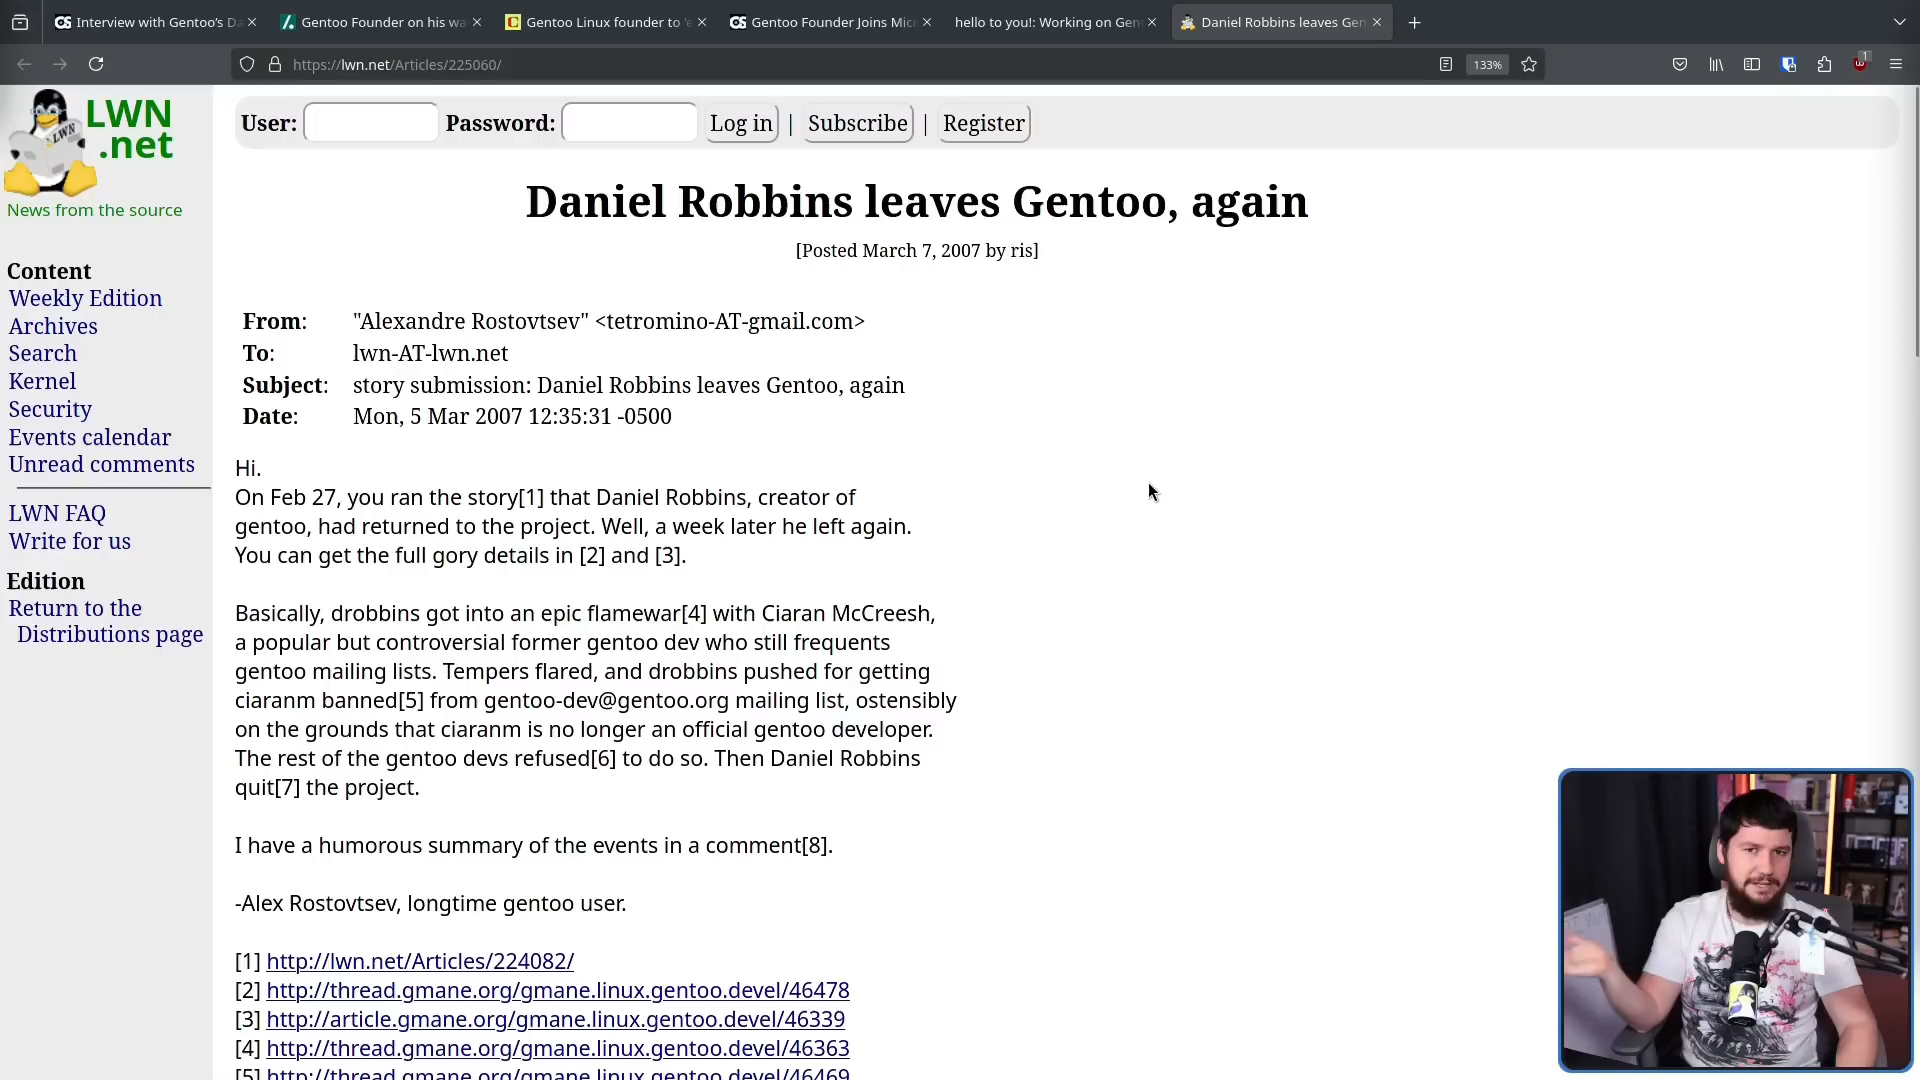 Interview with Gentoo's Da
Gentoo Founder on his wa
Gentoo Linux founder to 'e
Gentoo Founder Joins Mic
hello to you!: Working on Gen
Daniel Robbins leaves Gen
https://lwn.net/Articles/225060/
133%
1
LWN
.net
News from the source
User:
Password:
Log in
|
Subscribe
|
Register
Daniel Robbins leaves Gentoo, again
[Posted March 7, 2007 by ris]
Content
Weekly Edition
Archives
Search
Kernel
Security
Events calendar
Unread comments
LWN FAQ
Write for us
Edition
Return to the
Distributions page
From: "Alexandre Rostovtsev" <tetromino-AT-gmail.com>
To: lwn-AT-lwn.net
Subject: story submission: Daniel Robbins leaves Gentoo, again
Date: Mon, 5 Mar 2007 12:35:31 -0500
Hi.
On Feb 27, you ran the story[1] that Daniel Robbins, creator of
gentoo, had returned to the project. Well, a week later he left again.
You can get the full gory details in [2] and [3].
Basically, drobbins got into an epic flamewar[4] with Ciaran McCreesh,
a popular but controversial former gentoo dev who still frequents
gentoo mailing lists. Tempers flared, and drobbins pushed for getting
ciaranm banned[5] from gentoo-dev@gentoo.org mailing list, ostensibly
on the grounds that ciaranm is no longer an official gentoo developer.
The rest of the gentoo devs refused[6] to do so. Then Daniel Robbins
quit[7] the project.
I have a humorous summary of the events in a comment[8].
-Alex Rostovtsev, longtime gentoo user.
[1] http://lwn.net/Articles/224082/
[2] http://thread.gmane.org/gmane.linux.gentoo.devel/46478
[3] http://article.gmane.org/gmane.linux.gentoo.devel/46339
[4] http://thread.gmane.org/gmane.linux.gentoo.devel/46363
[5] http://thread.gmane.org/gmane.linux.gentoo.devel/46469